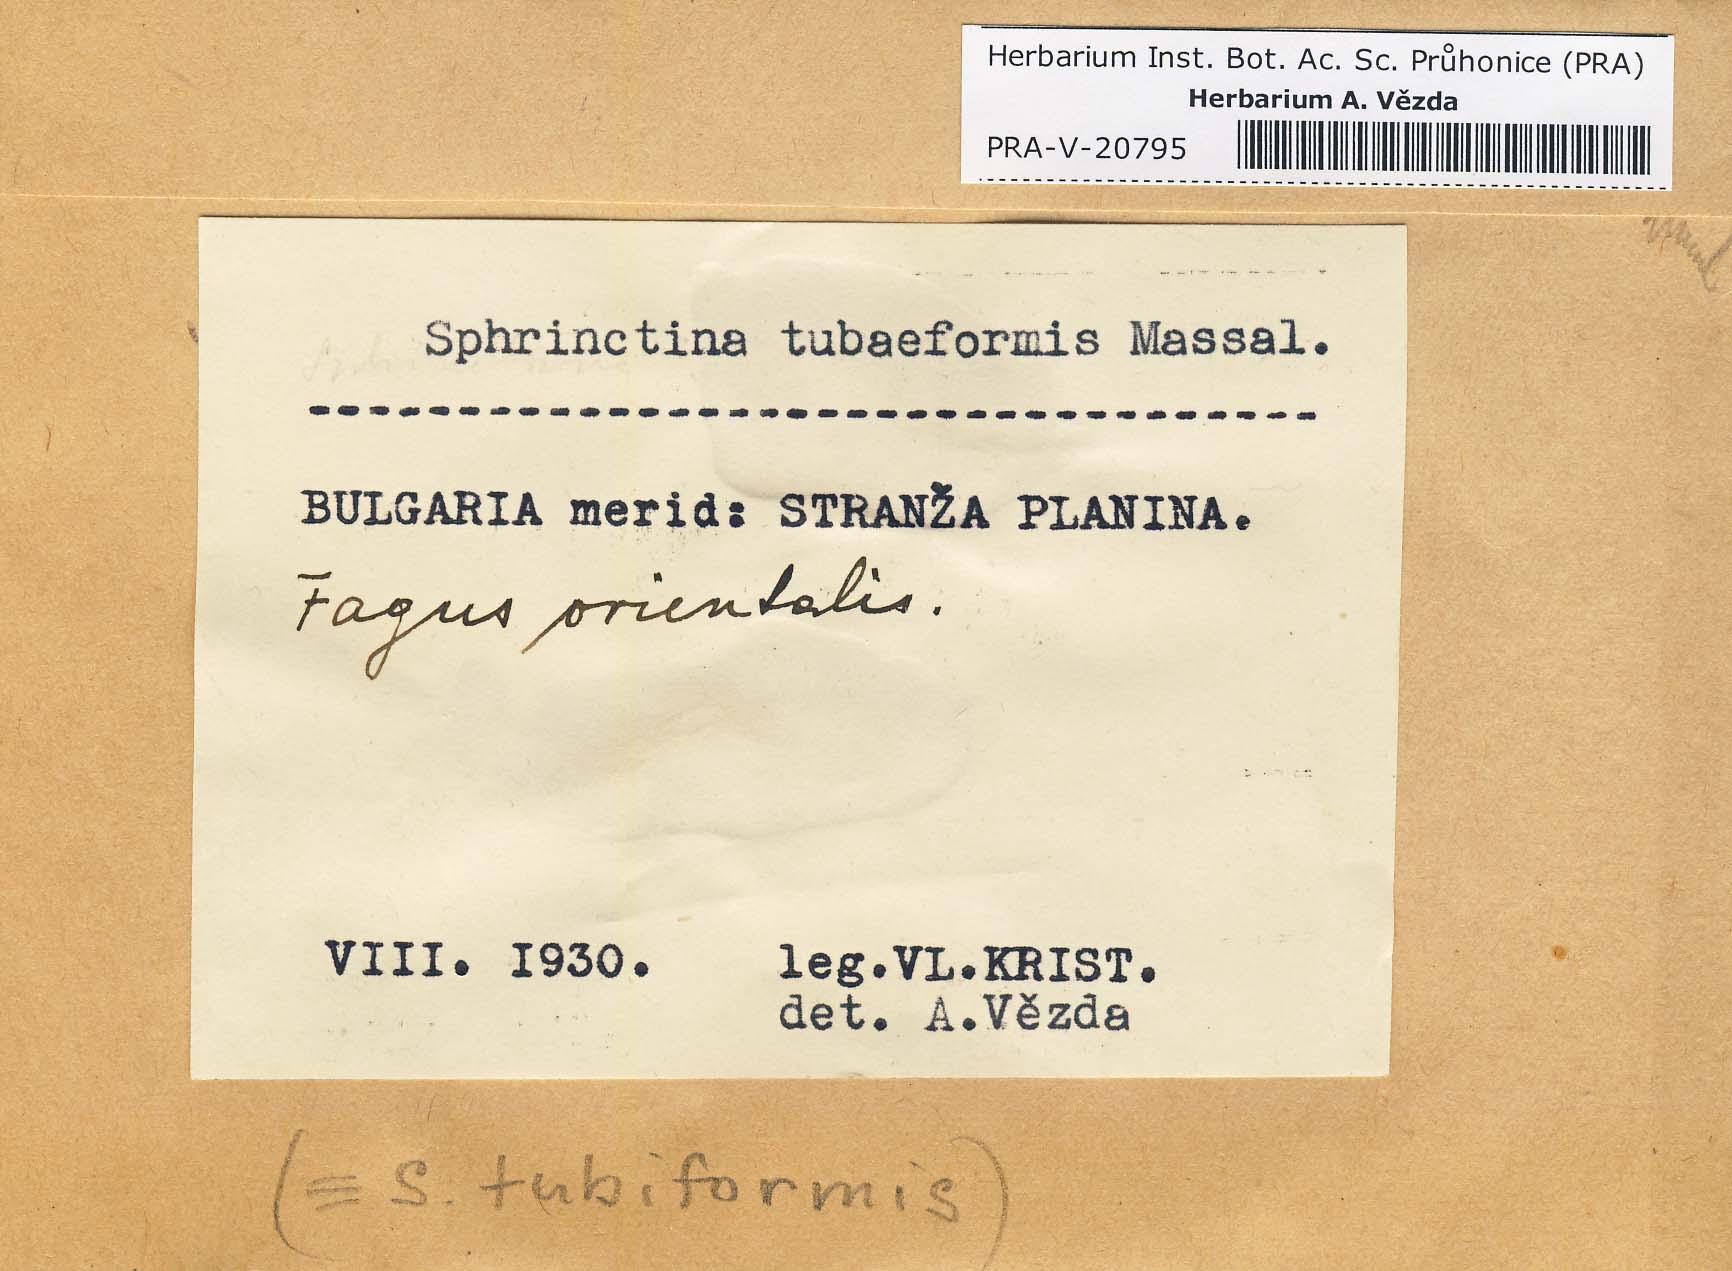 Herbarium Inst. Bot. Ac. Sc. Průhonice (PRA)
Herbarium A. Vězda
PRA-V-20795
Sphrinctina tubaeformis Massal.
----------------------------------
BULGARIA merid: STRANŽA PLANINA.
Fagus orientalis.
VIII. I930. leg.VL.KRIST.
det. A.Vězda
(≡ S. tubiformis)